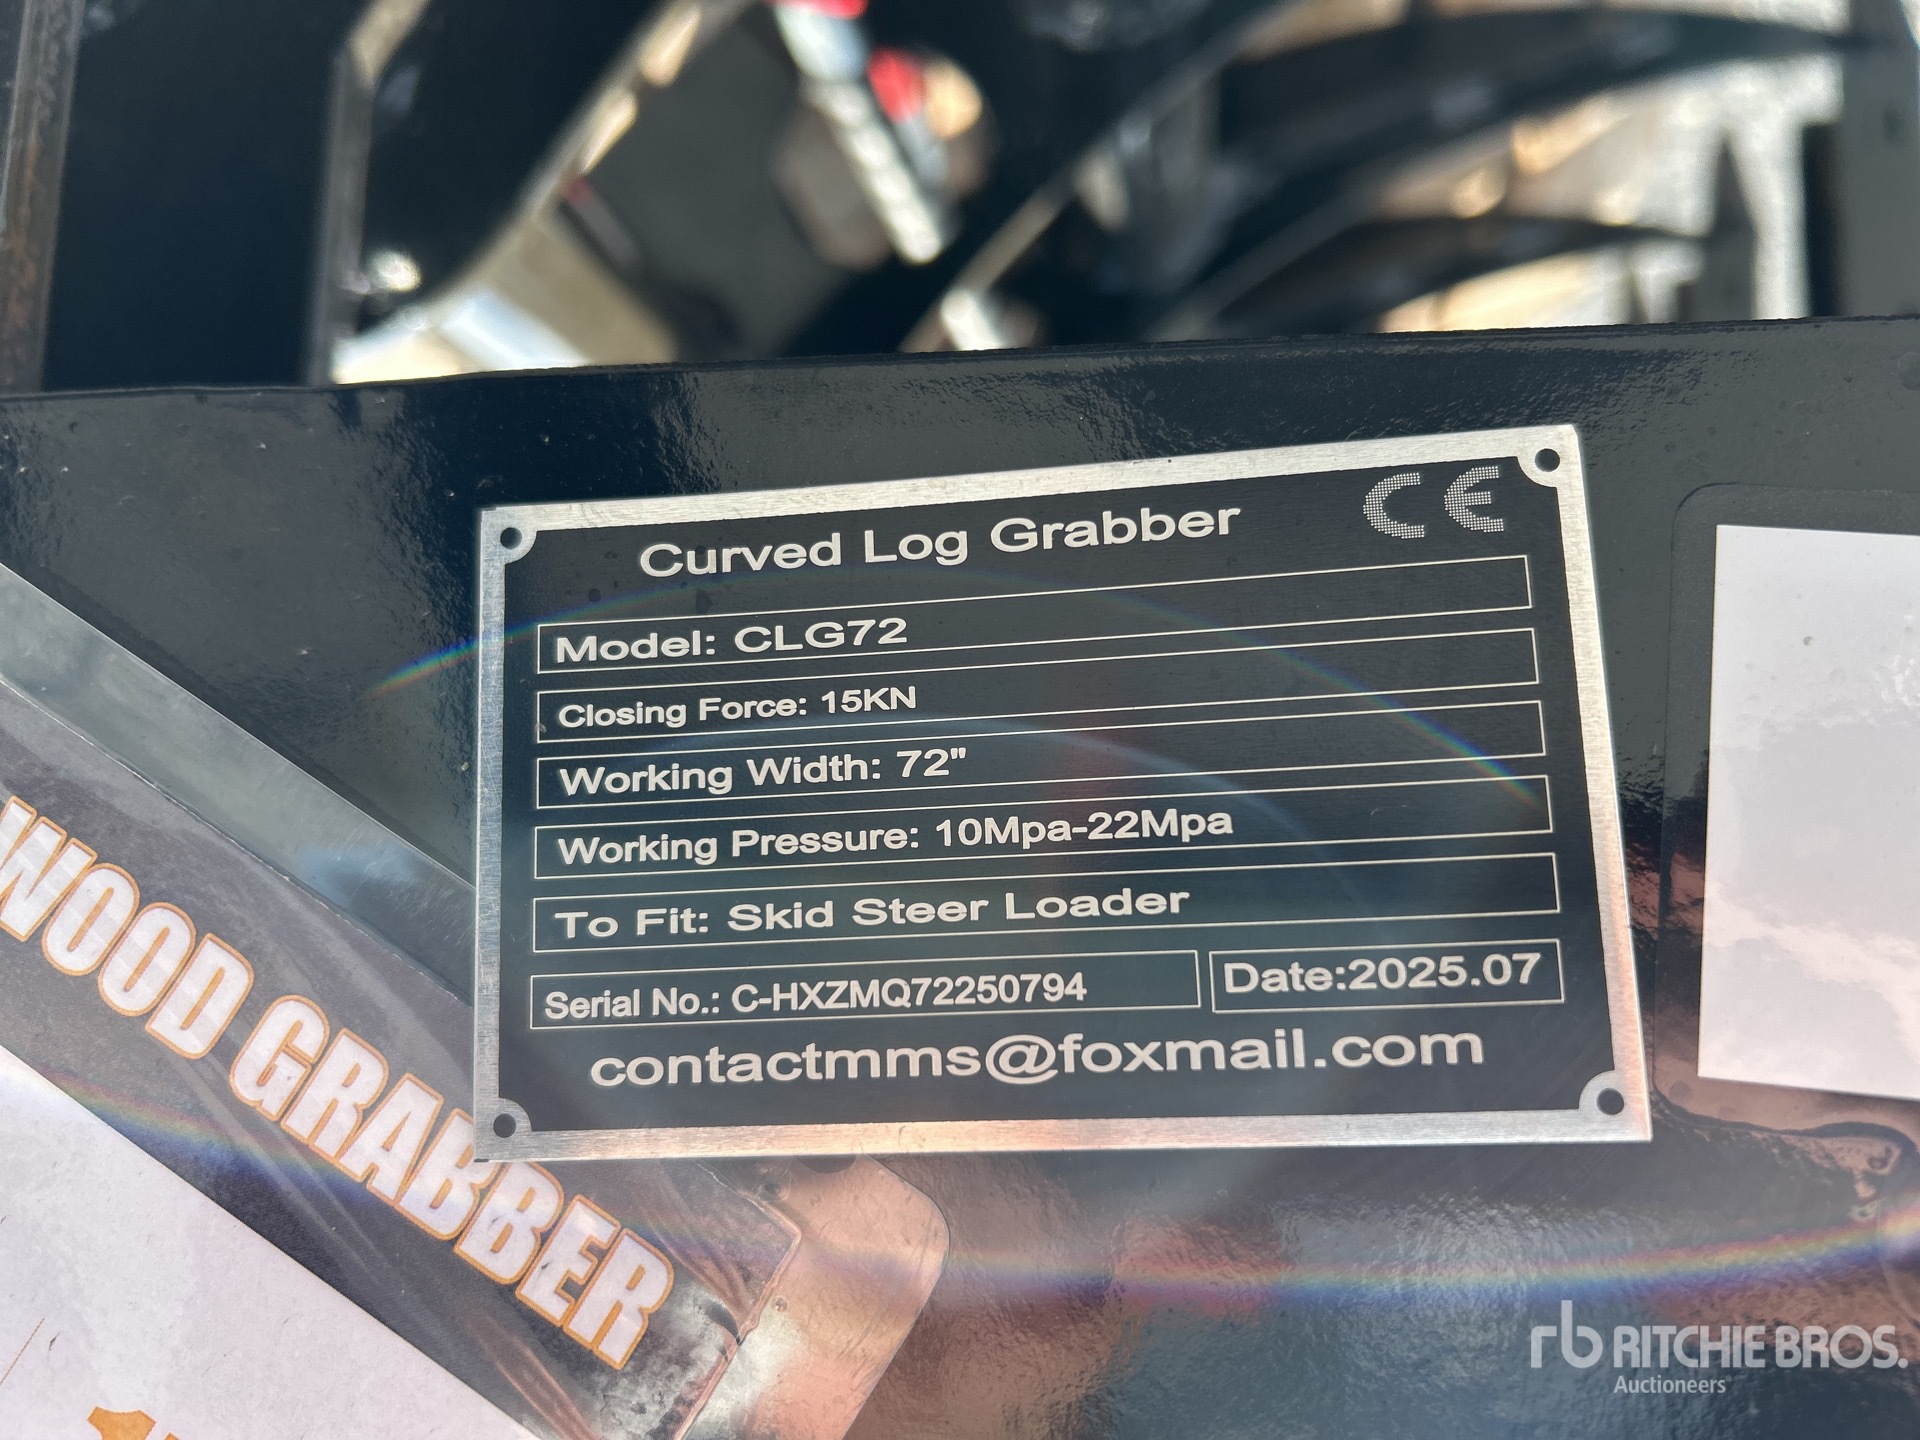 Curved Log Grabber CE
Model: CLG72
Closing Force: 15KN
Working Width: 72"
Working Pressure: 10Mpa-22Mpa
To Fit: Skid Steer Loader
Serial No.: C-HXZMQ72250794 Date:2025.07
contactmms@foxmail.com
WOOD GRABBER
rb RITCHIE BROS.
Auctioneers